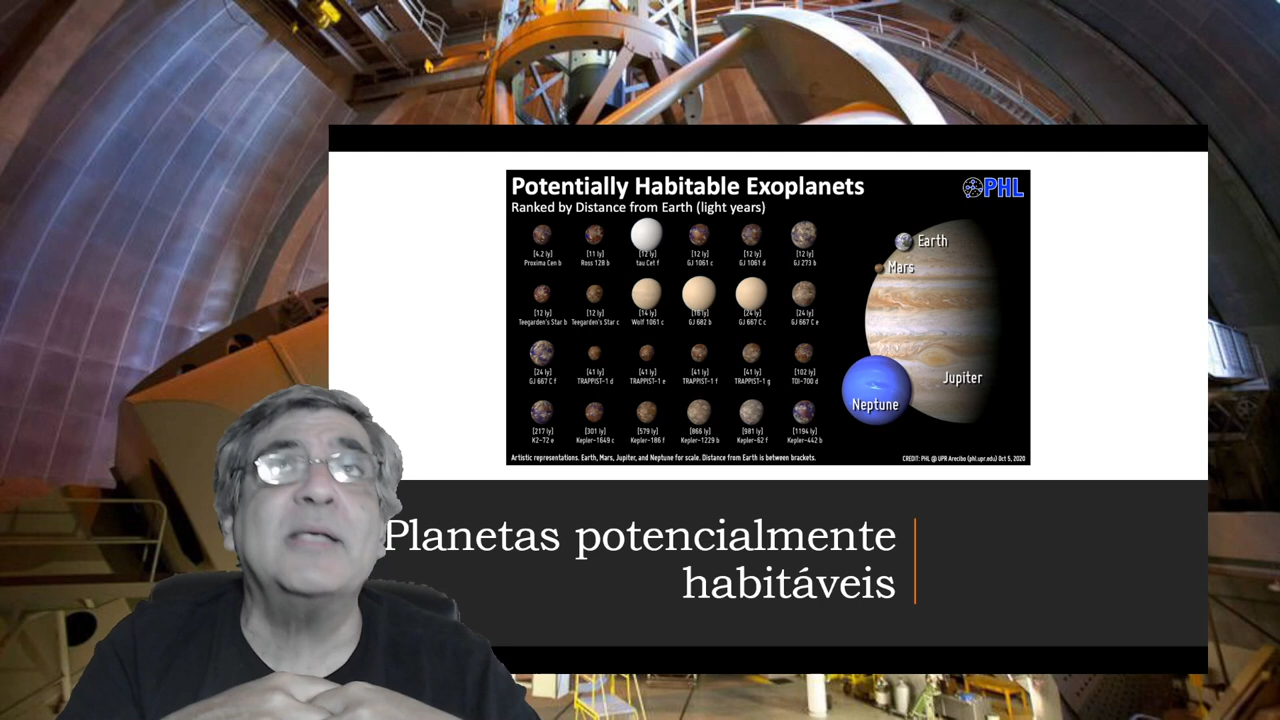 Potentially Habitable Exoplanets
PHL
Ranked by Distance from Earth (light years)
[4.2 ly] [11 ly] [12 ly] [12 ly] [12 ly] [12 ly]
Proxima Cen b Ross 128 b tau Cet f GJ 1061 c GJ 1061 d GJ 273 b
Earth
Mars
[12 ly] [12 ly] [14 ly] [16 ly] [24 ly] [24 ly]
Teegarden's Star b Teegarden's Star c Wolf 1061 c GJ 682 b GJ 667 C c GJ 667 C e
[24 ly] [41 ly] [41 ly] [41 ly] [41 ly] [102 ly]
GJ 667 C f TRAPPIST-1 d TRAPPIST-1 e TRAPPIST-1 f TRAPPIST-1 g TOI-700 d
Jupiter
Neptune
[217 ly] [301 ly] [579 ly] [866 ly] [981 ly] [1194 ly]
K2-72 e Kepler-1649 c Kepler-186 f Kepler-1229 b Kepler-62 f Kepler-442 b
Artistic representations. Earth, Mars, Jupiter, and Neptune for scale. Distance from Earth is between brackets.
CREDIT: PHL @ UPR Arecibo (phl.upr.edu) Oct 5, 2020
Planetas potencialmente
habitáveis